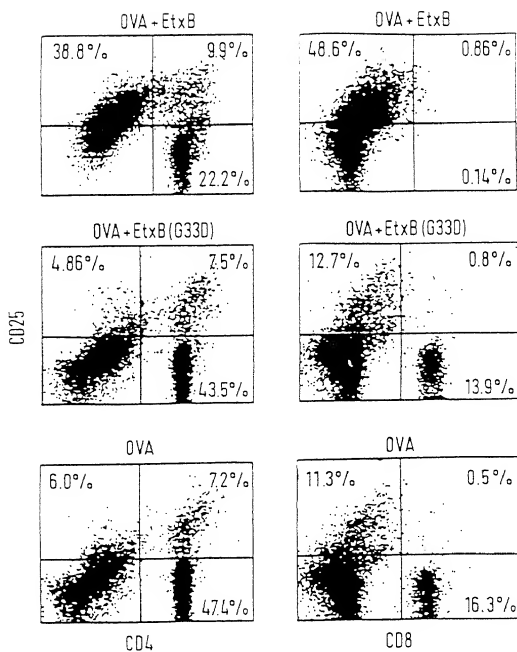 OVA + EtxB
38.8%
9.9%
22.2%
OVA + EtxB
48.6%
0.86%
0.14%
OVA+EtxB(G33D)
4.86%
7.5%
43.5%
OVA+EtxB(G33D)
12.7%
0.8%
13.9%
CD25
OVA
6.0%
7.2%
47.4%
CD4
OVA
11.3%
0.5%
16.3%
CD8